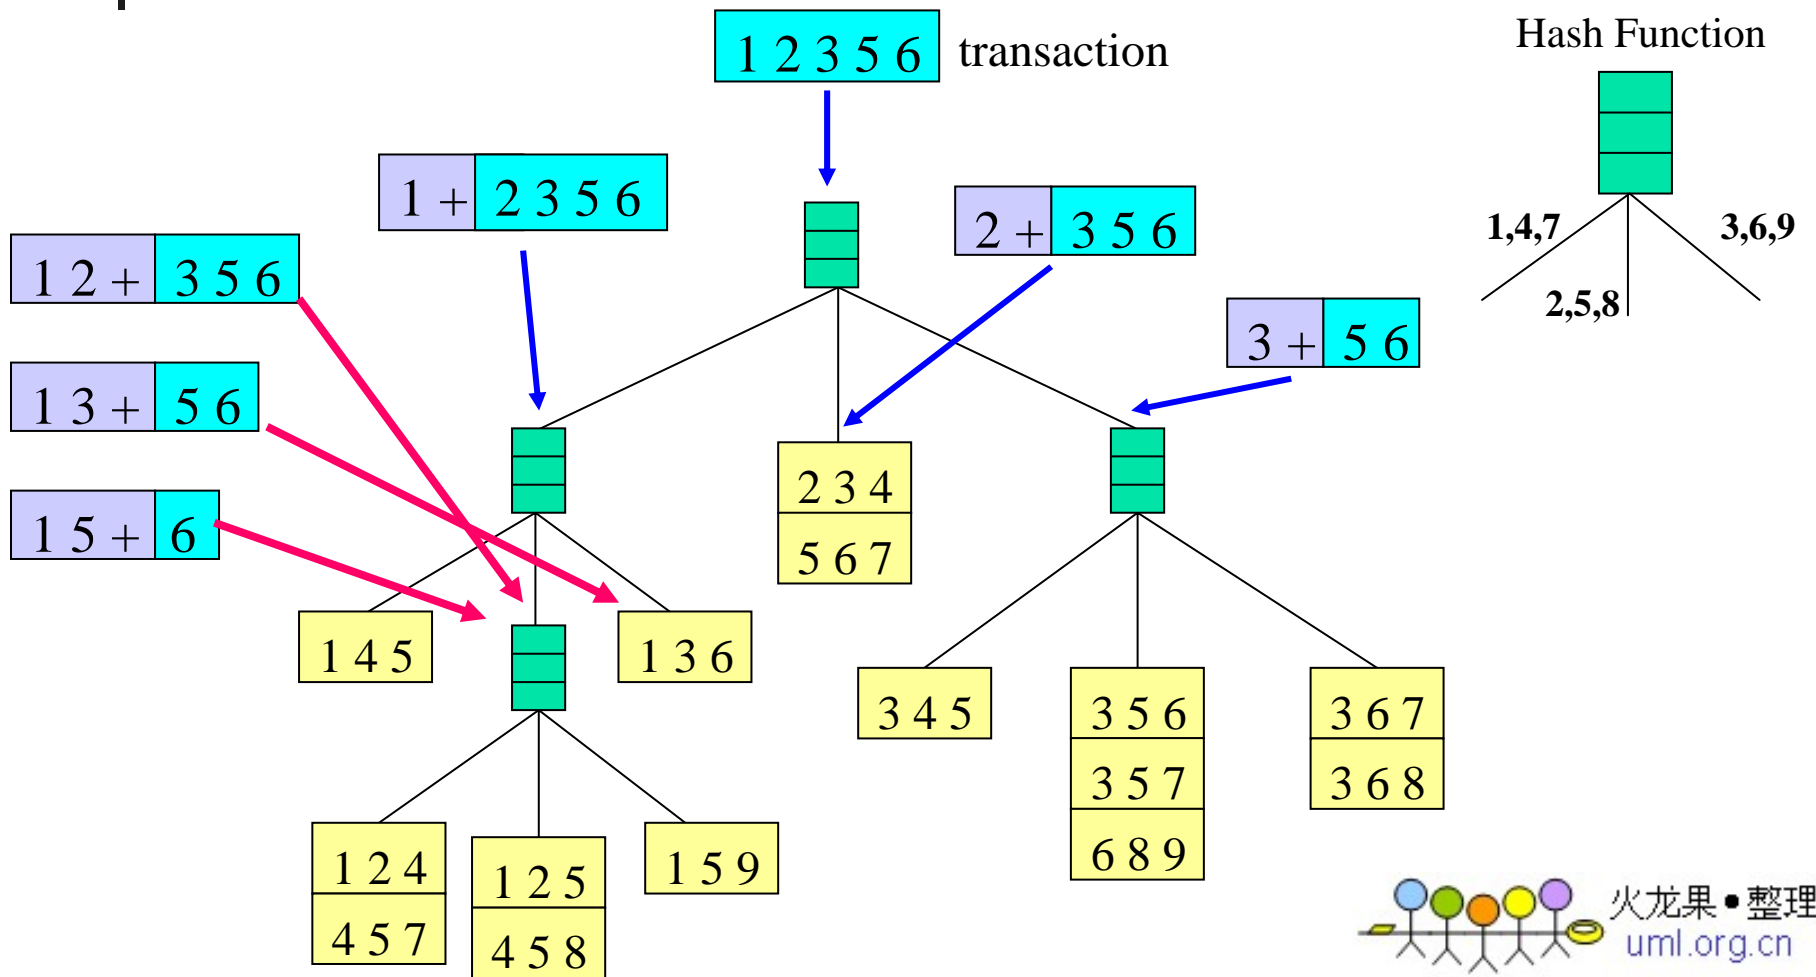 1 2 3 5 6 transaction
Hash Function
1 + 2 3 5 6
2 + 3 5 6
1,4,7
3,6,9
2,5,8
1 2 + 3 5 6
3 + 5 6
1 3 + 5 6
1 5 + 6
2 3 4
5 6 7
1 4 5
1 3 6
3 4 5
3 5 6
3 6 7
3 5 7
3 6 8
6 8 9
1 2 4
1 2 5
1 5 9
4 5 7
4 5 8
火龙果•整理
uml.org.cn